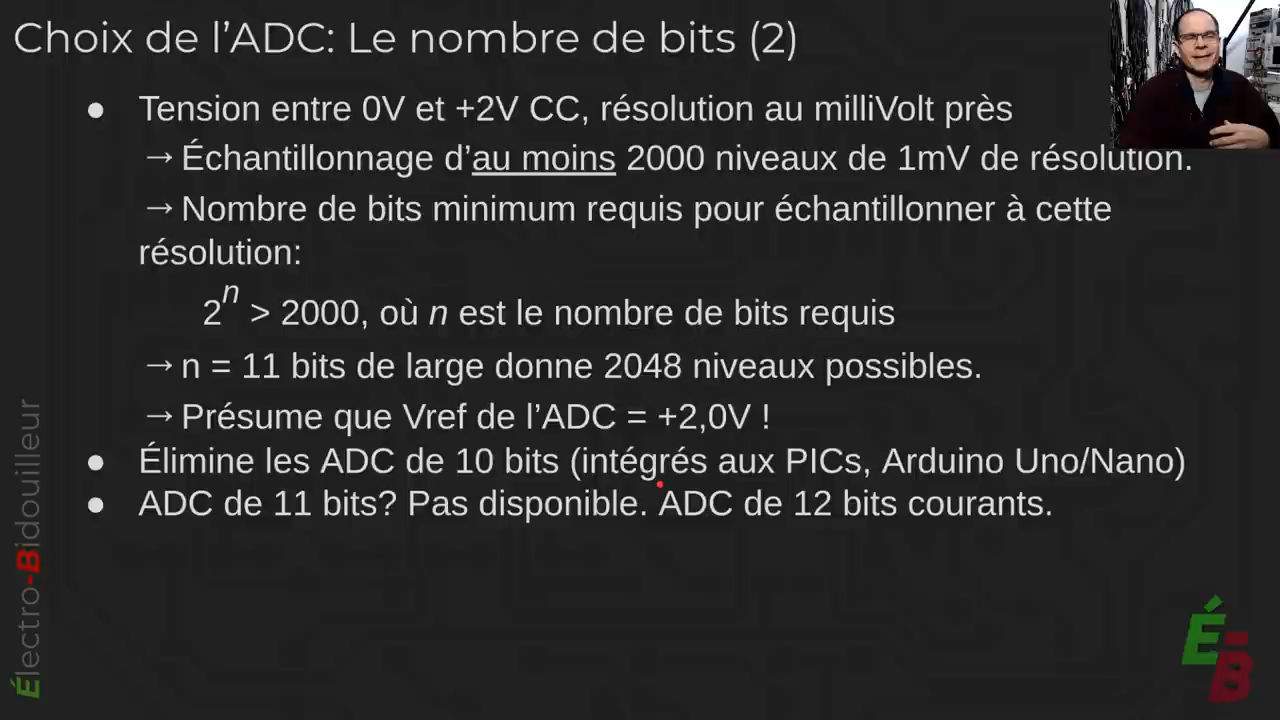 Choix de l’ADC: Le nombre de bits (2)
● Tension entre 0V et +2V CC, résolution au milliVolt près
→ Échantillonnage d’au moins 2000 niveaux de 1mV de résolution.
→ Nombre de bits minimum requis pour échantillonner à cette
résolution:
2^n > 2000, où n est le nombre de bits requis
→ n = 11 bits de large donne 2048 niveaux possibles.
→ Présume que Vref de l’ADC = +2,0V !
● Élimine les ADC de 10 bits (intégrés aux PICs, Arduino Uno/Nano)
● ADC de 11 bits? Pas disponible. ADC de 12 bits courants.
Électro-Bidouilleur
É-B